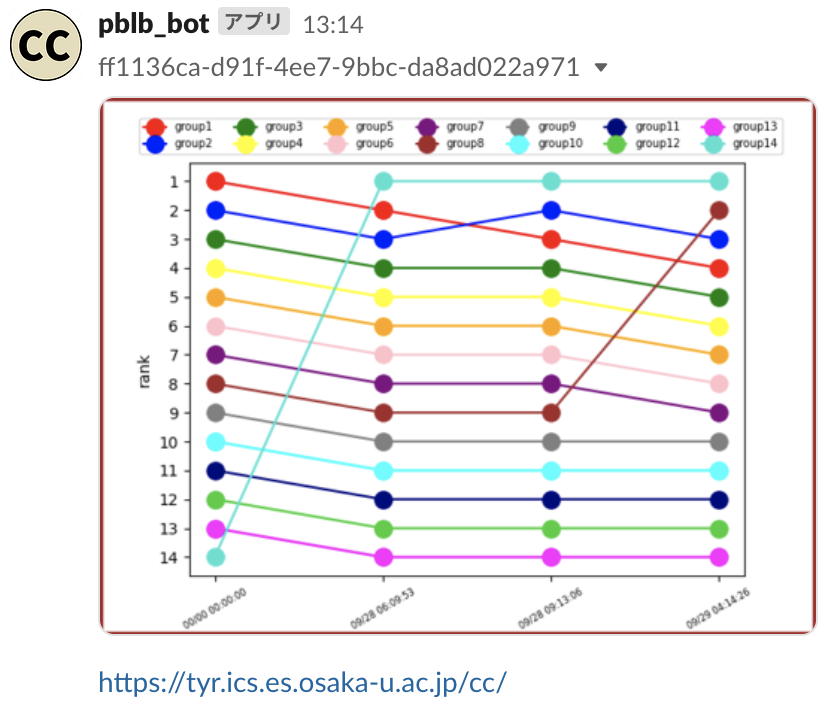 CC pblb_bot アプリ 13:14
ff1136ca-d91f-4ee7-9bbc-da8ad022a971
group1 group3 group5 group7 group9 group11 group13
group2 group4 group6 group8 group10 group12 group14
1
2
3
4
5
6
rank
7
8
9
10
11
12
13
14
00/00 00:00:00 09/28 06:09:53 09/28 09:13:06 09/29 04:14:26
https://tyr.ics.es.osaka-u.ac.jp/cc/